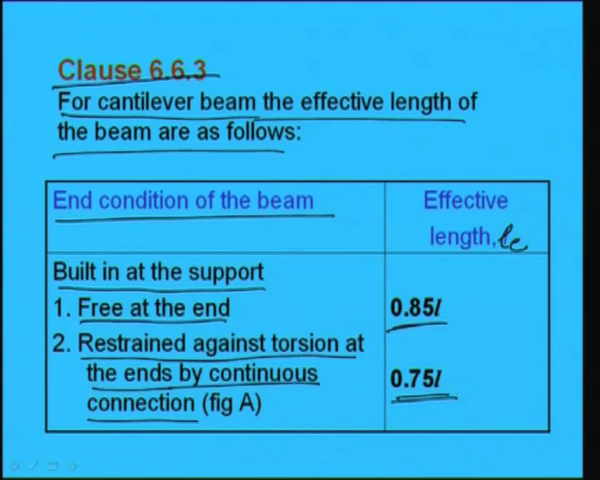 Clause 6.6.3
For cantilever beam the effective length of
the beam are as follows:
End condition of the beam
Effective
length, le
Built in at the support
1. Free at the end
0.85l
2. Restrained against torsion at
the ends by continuous
connection (fig A)
0.75l